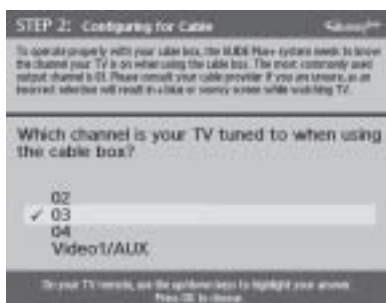 STEP 2: Configuring for Cable
To operate properly with your cable box, the GUIDE Plus+ system needs to know
the channel your TV is on when using the cable box. The most commonly used
output channel is 03. Please consult your cable provider if you are unsure, as an
incorrect selection will result in a blue or snowy screen while watching TV.
Which channel is your TV tuned to when using
the cable box?
02
✓ 03
04
Video1/AUX
On your TV remote, use the up/down keys to highlight your answer.
Press OK to choose